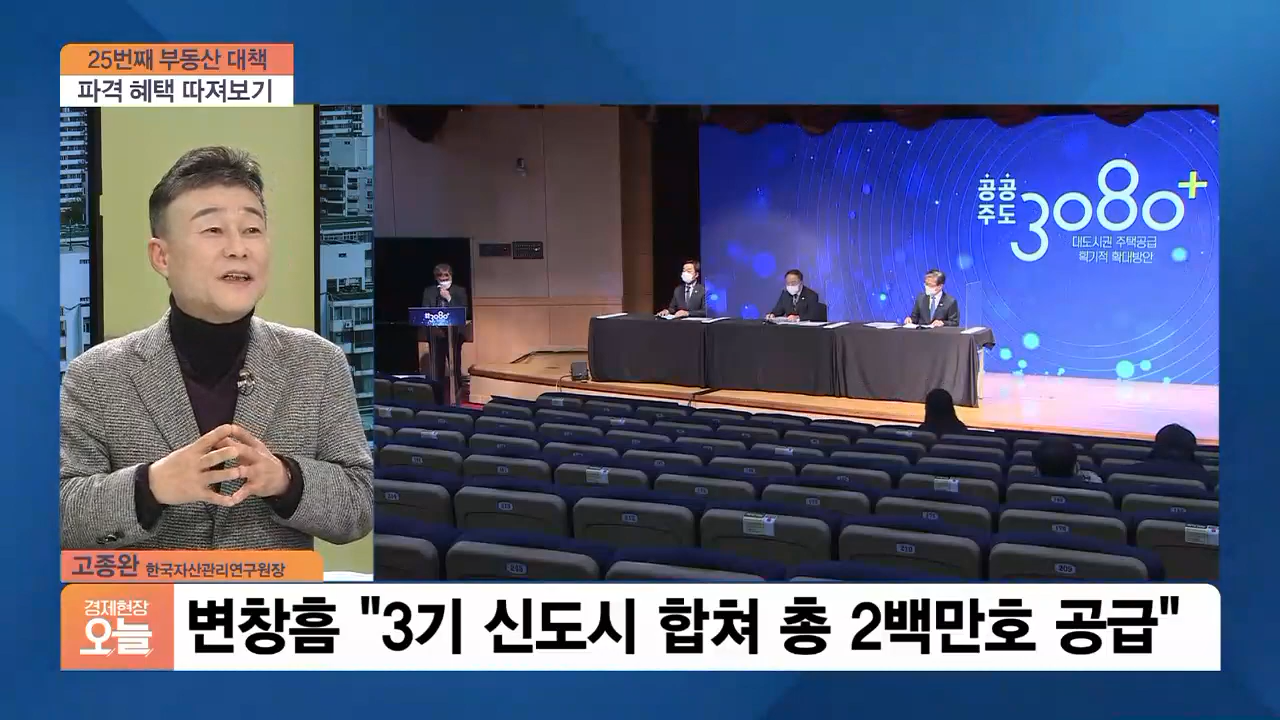 25번째 부동산 대책
파격 혜택 따져보기
공공
주도
3080+
대도시권 주택공급
획기적 확대방안
3080+
고종완 한국자산관리연구원장
경제현장
오늘
변창흠 "3기 신도시 합쳐 총 2백만호 공급"